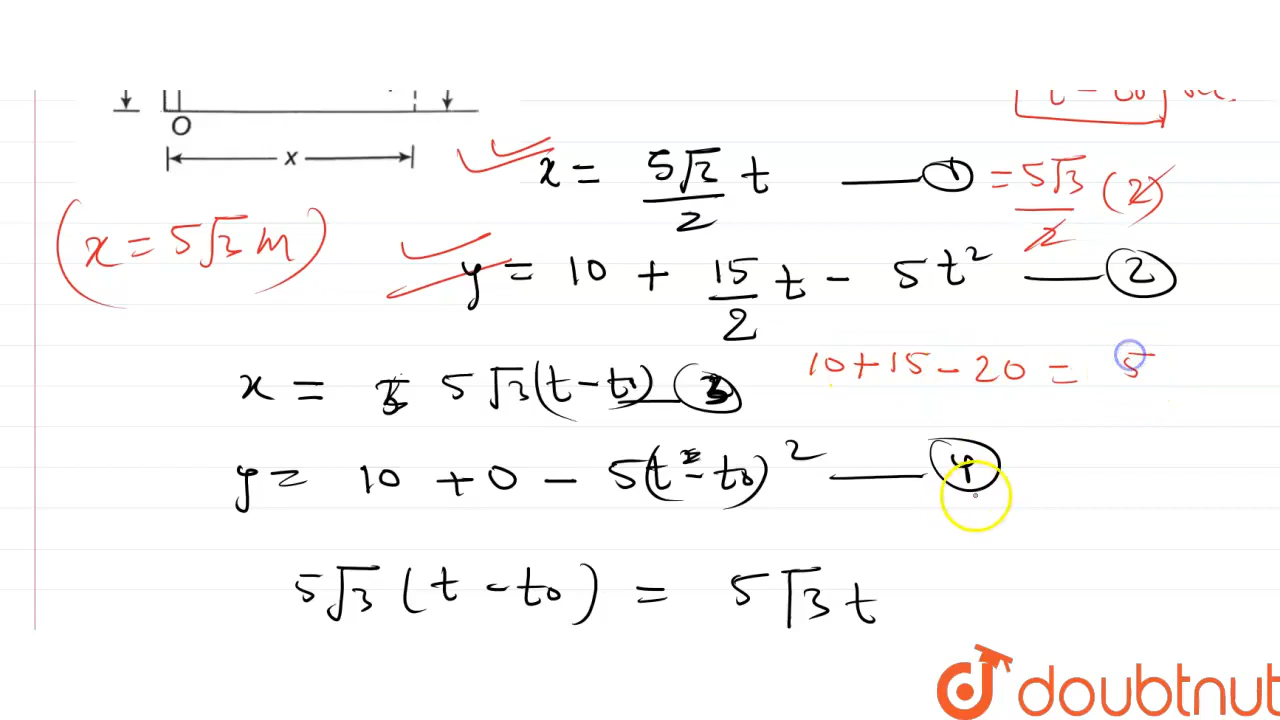 O
x
x = 5√3/2 t —— 1 = 5√3/2 (2)
(x = 5√3 m)
y = 10 + 15/2 t - 5t² —— 2
10+15-20 = 5
x = 5√3(t-t0) —— 3
y = 10 + 0 - 5(t-t0)² —— 4
5√3(t-t0) = 5√3t
doubtnut